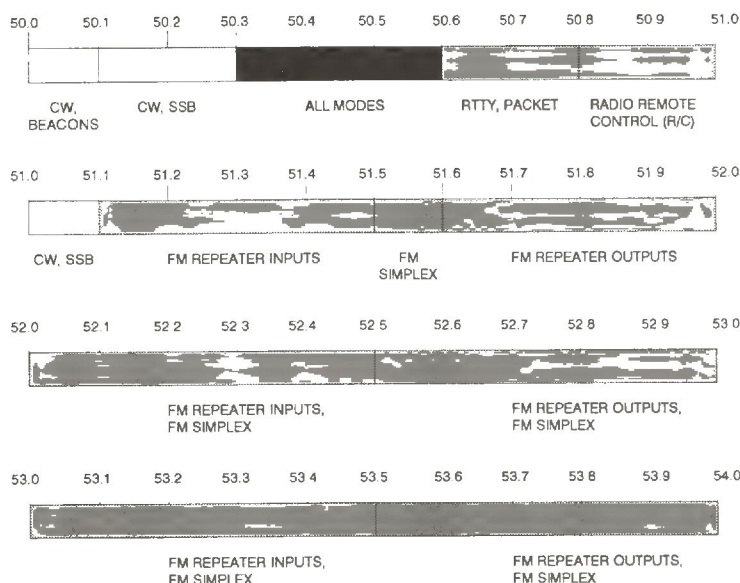 50.0 50.1 50.2 50.3 50.4 50.5 50.6 50.7 50.8 50.9 51.0
CW, BEACONS
CW, SSB
ALL MODES
RTTY, PACKET
RADIO REMOTE CONTROL (R/C)
51.0 51.1 51.2 51.3 51.4 51.5 51.6 51.7 51.8 51.9 52.0
CW, SSB
FM REPEATER INPUTS
FM SIMPLEX
FM REPEATER OUTPUTS
52.0 52.1 52 2 52 3 52.4 52 5 52.6 52.7 52.8 52.9 53 0
FM REPEATER INPUTS, FM SIMPLEX
FM REPEATER OUTPUTS, FM SIMPLEX
53.0 53.1 53.2 53.3 53 4 53.5 53.6 53.7 53.8 53.9 54.0
FM REPEATER INPUTS, FM SIMPLEX
FM REPEATER OUTPUTS, FM SIMPLEX